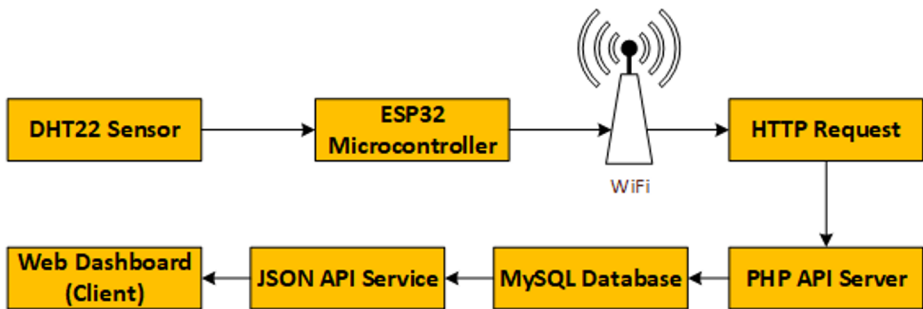 DHT22 Sensor
ESP32
Microcontroller
WiFi
HTTP Request
Web Dashboard
(Client)
JSON API Service
MySQL Database
PHP API Server